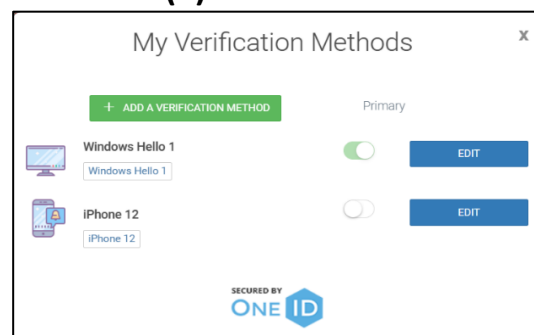 My Verification Methods
x
+ ADD A VERIFICATION METHOD
Primary
Windows Hello 1
EDIT
Windows Hello 1
iPhone 12
EDIT
iPhone 12
SECURED BY
ONE ID